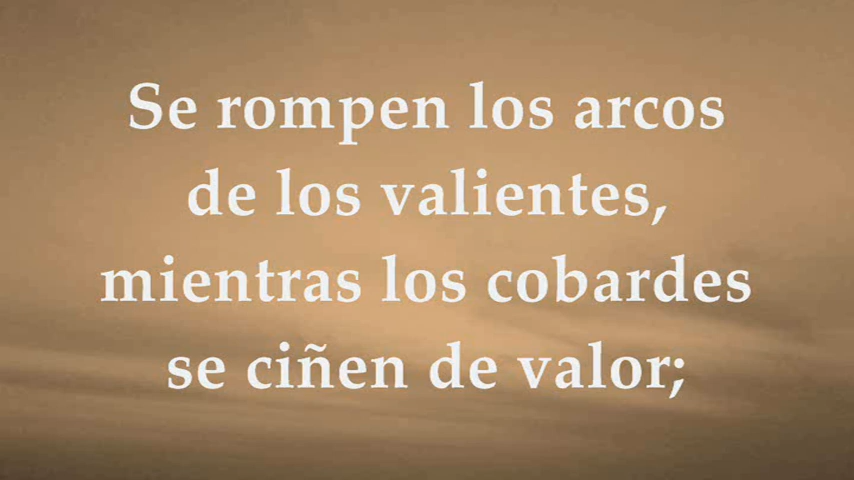 Se rompen los arcos
de los valientes,
mientras los cobardes
se ciñen de valor;